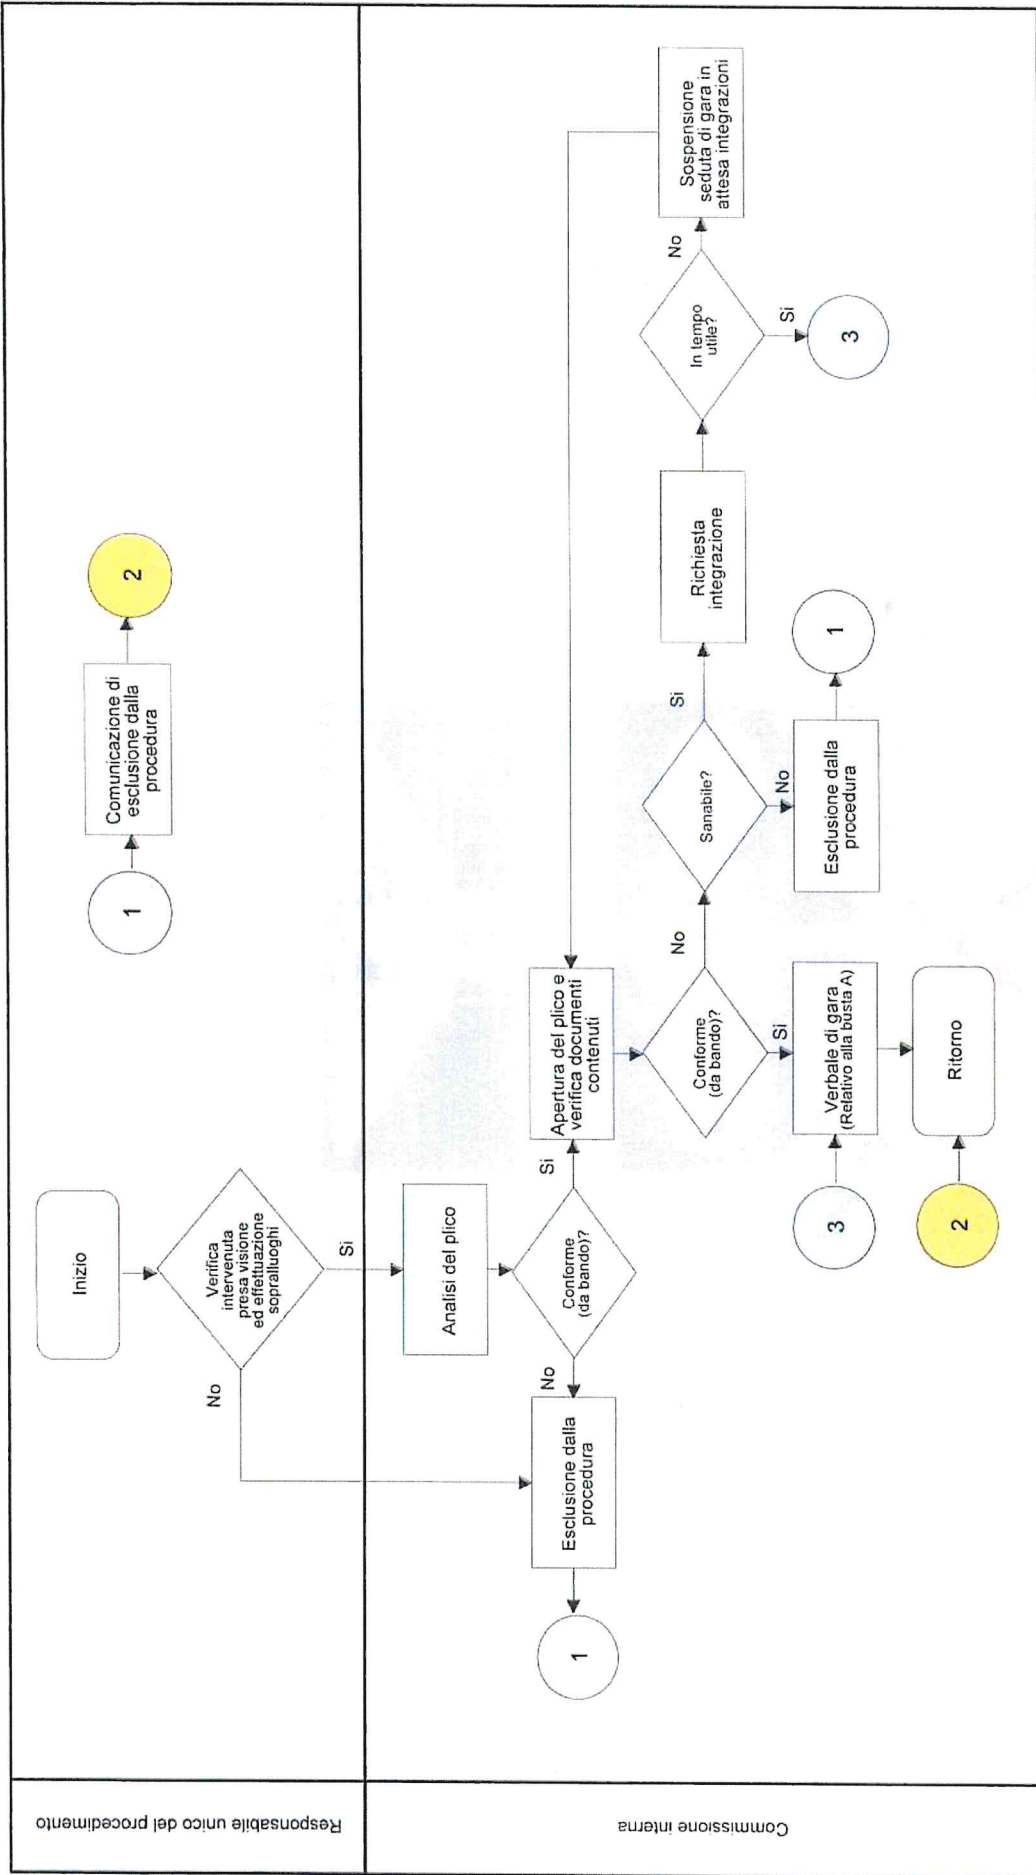 Responsabile unico del procedimento
Inizio
Verifica
intervenuta
presa visione
ed effettuazione
sopralluoghi
No
Si
1
Comunicazione di
esclusione dalla
procedura
2
Commissione interna
Analisi del plico
Conforme
(da bando)?
No
Si
Esclusione dalla
procedura
1
Apertura del plico e
verifica documenti
contenuti
Conforme
(da bando)?
No
Si
Sanabile?
Si
No
Richiesta
integrazione
In tempo
utile?
No
Si
Sospensione
seduta di gara in
attesa integrazioni
3
Esclusione dalla
procedura
1
3
Verbale di gara
(Relativo alla busta A)
2
Ritorno